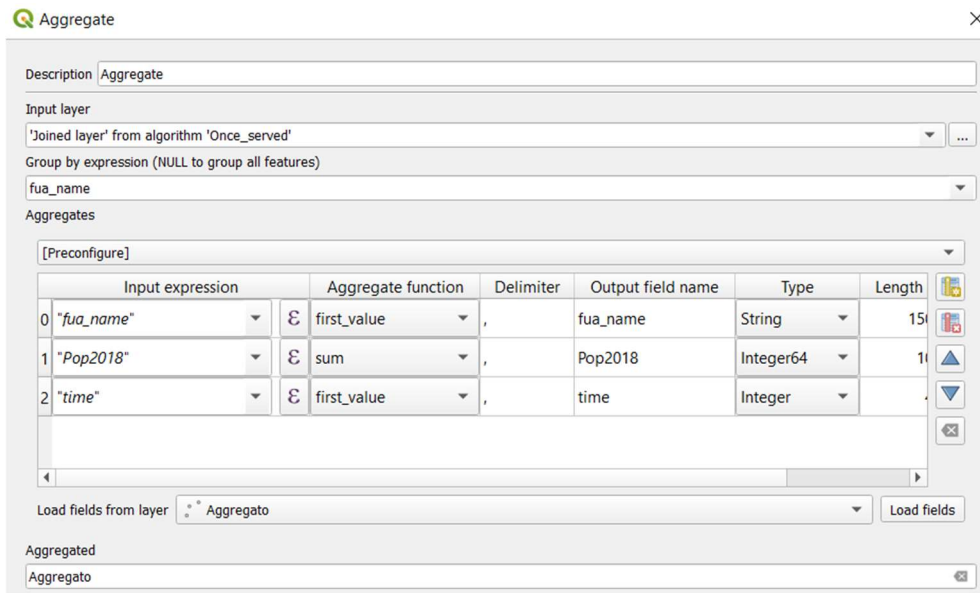 Aggregate
Description Aggregate
Input layer
'Joined layer' from algorithm 'Once_served'
...
Group by expression (NULL to group all features)
fua_name
Aggregates
[Preconfigure]
Input expression Aggregate function Delimiter Output field name Type Length
0 "fua_name" ε first_value , fua_name String 150
1 "Pop2018" ε sum , Pop2018 Integer64
2 "time" ε first_value , time Integer
Load fields from layer Aggregato Load fields
Aggregated
Aggregato